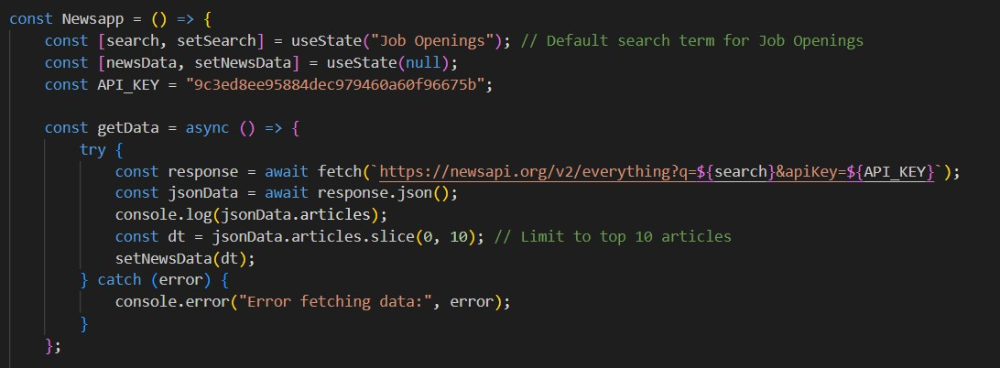 const Newsapp = () => {
const [search, setSearch] = useState("Job Openings"); // Default search term for Job Openings
const [newsData, setNewsData] = useState(null);
const API_KEY = "9c3ed8ee95884dec979460a60f96675b";
const getData = async () => {
try {
const response = await fetch(`https://newsapi.org/v2/everything?q=${search}&apiKey=${API_KEY}`);
const jsonData = await response.json();
console.log(jsonData.articles);
const dt = jsonData.articles.slice(0, 10); // Limit to top 10 articles
setNewsData(dt);
} catch (error) {
console.error("Error fetching data:", error);
}
};